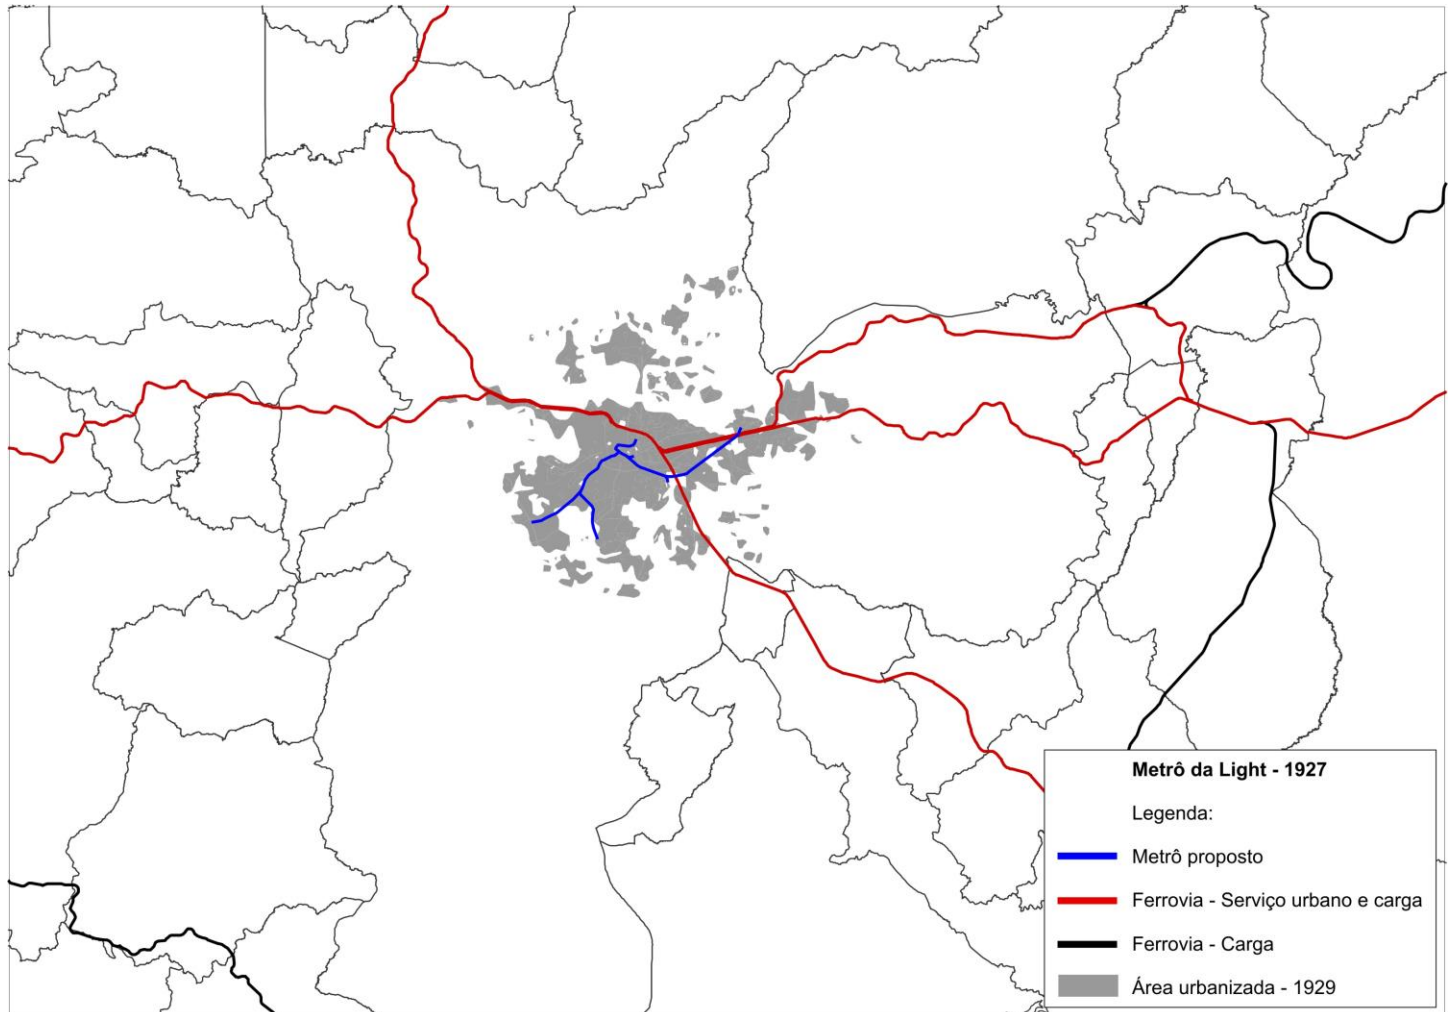 Metrô da Light - 1927
Legenda:
Metrô proposto
Ferrovia - Serviço urbano e carga
Ferrovia - Carga
Área urbanizada - 1929